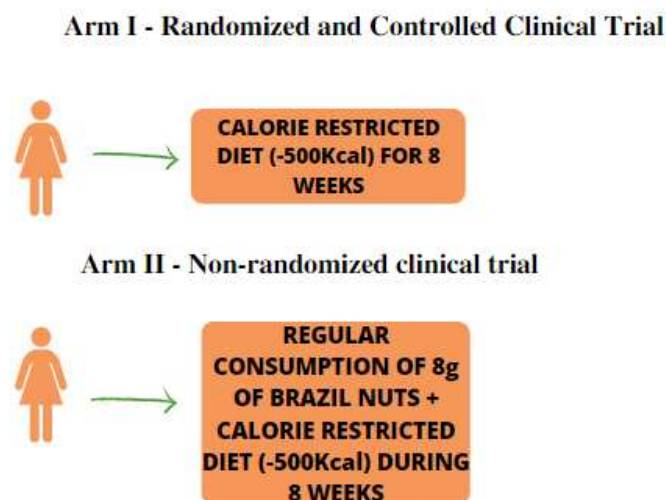 Arm I - Randomized and Controlled Clinical Trial
CALORIE RESTRICTED
DIET (-500Kcal) FOR 8
WEEKS
Arm II - Non-randomized clinical trial
REGULAR
CONSUMPTION OF 8g
OF BRAZIL NUTS +
CALORIE RESTRICTED
DIET (-500Kcal) DURING
8 WEEKS